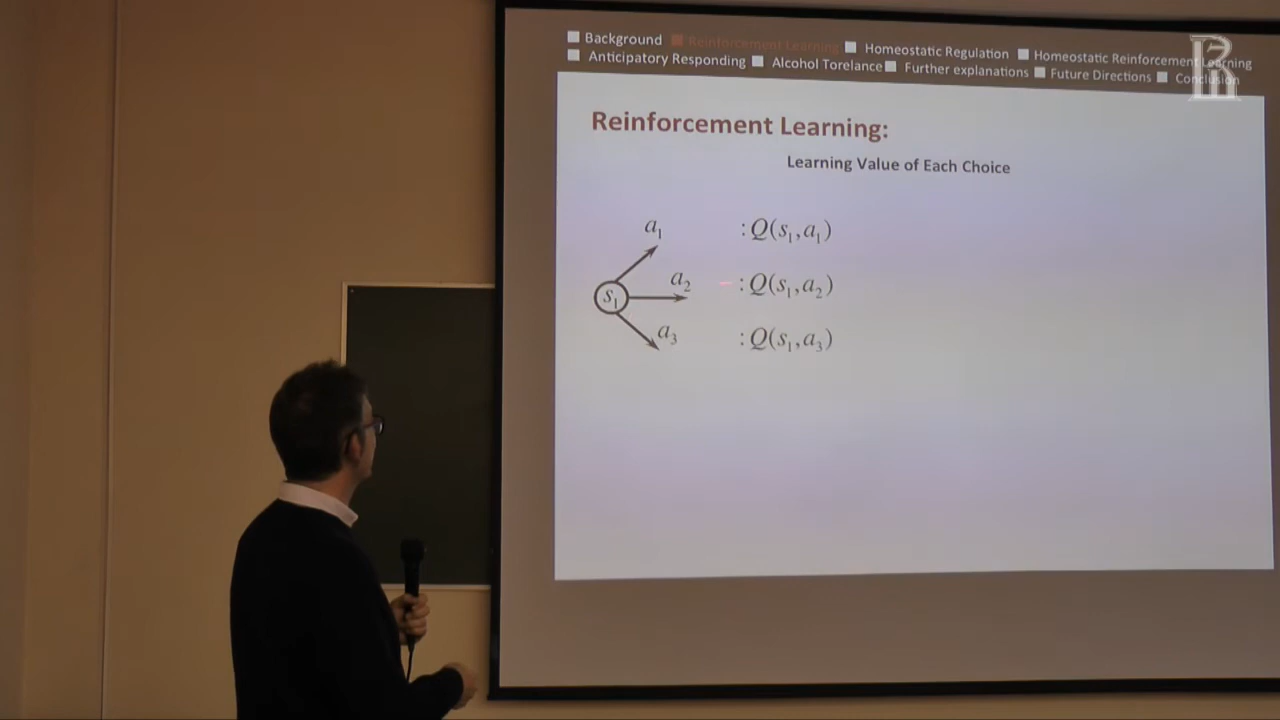 Background Reinforcement Learning Homeostatic Regulation Homeostatic Reinforcement Learning
Anticipatory Responding Alcohol Torelance Further explanations Future Directions Conclusion
Reinforcement Learning:
Learning Value of Each Choice
a₁ : Q(s₁,a₁)
s₁ a₂ : Q(s₁,a₂)
a₃ : Q(s₁,a₃)